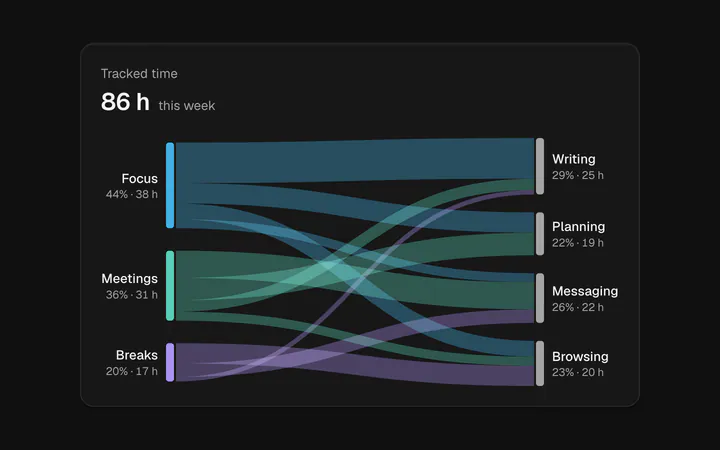 Tracked time
86 h this week
Focus
44% · 38 h
Meetings
36% · 31 h
Breaks
20% · 17 h
Writing
29% · 25 h
Planning
22% · 19 h
Messaging
26% · 22 h
Browsing
23% · 20 h